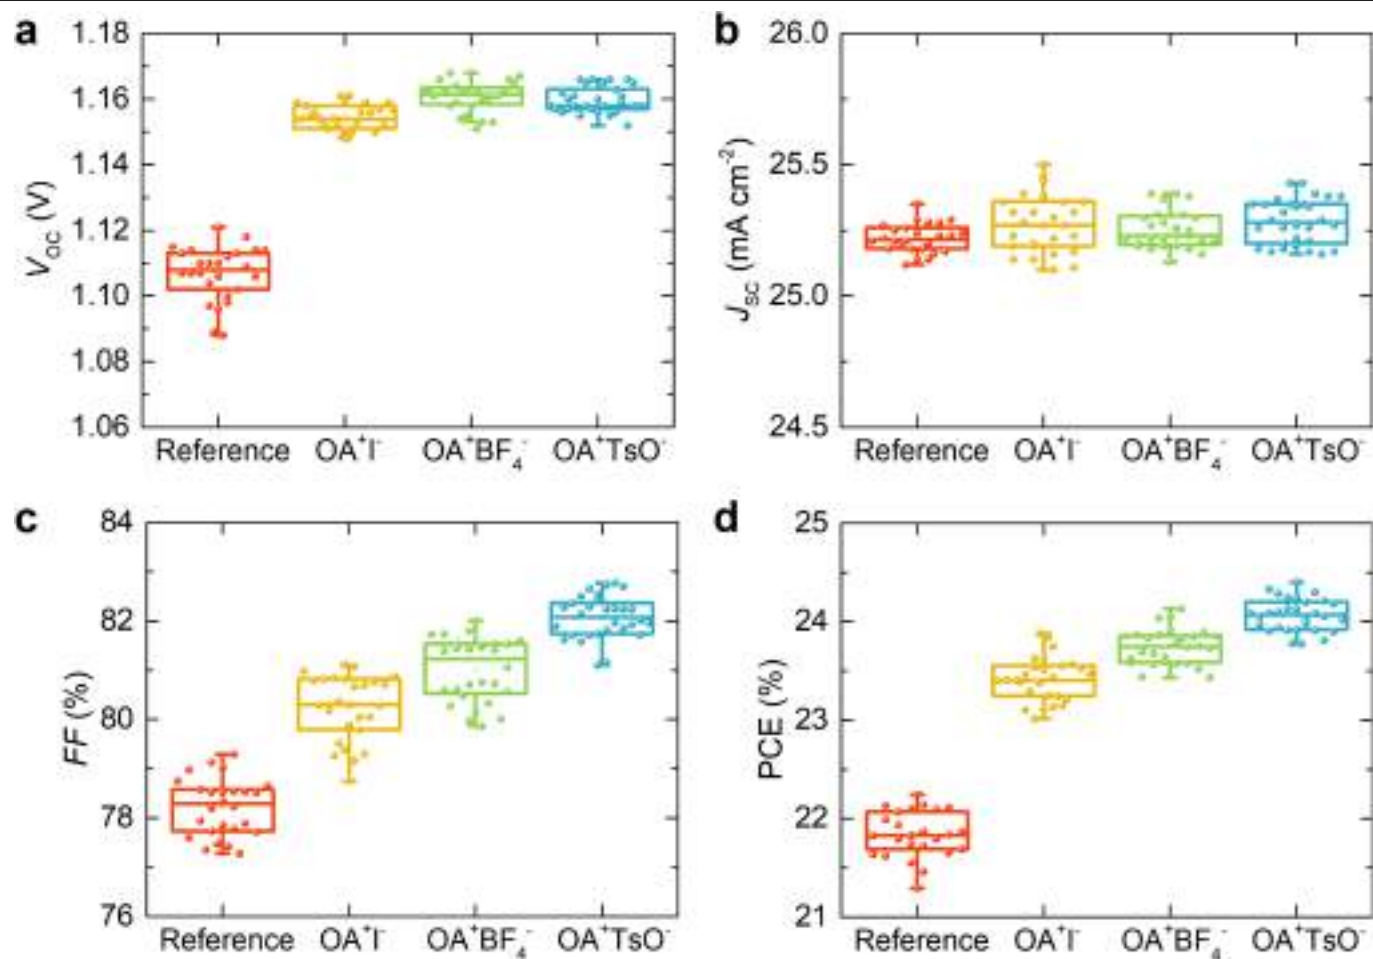 a
1.18
1.16
1.14
1.12
1.10
1.08
1.06
V_OC (V)
Reference OA⁺I⁻ OA⁺BF₄⁻ OA⁺TsO⁻
b
26.0
25.5
25.0
24.5
J_SC (mA cm⁻²)
Reference OA⁺I⁻ OA⁺BF₄⁻ OA⁺TsO⁻
c
84
82
80
78
76
FF (%)
Reference OA⁺I⁻ OA⁺BF₄⁻ OA⁺TsO⁻
d
25
24
23
22
21
PCE (%)
Reference OA⁺I⁻ OA⁺BF₄⁻ OA⁺TsO⁻